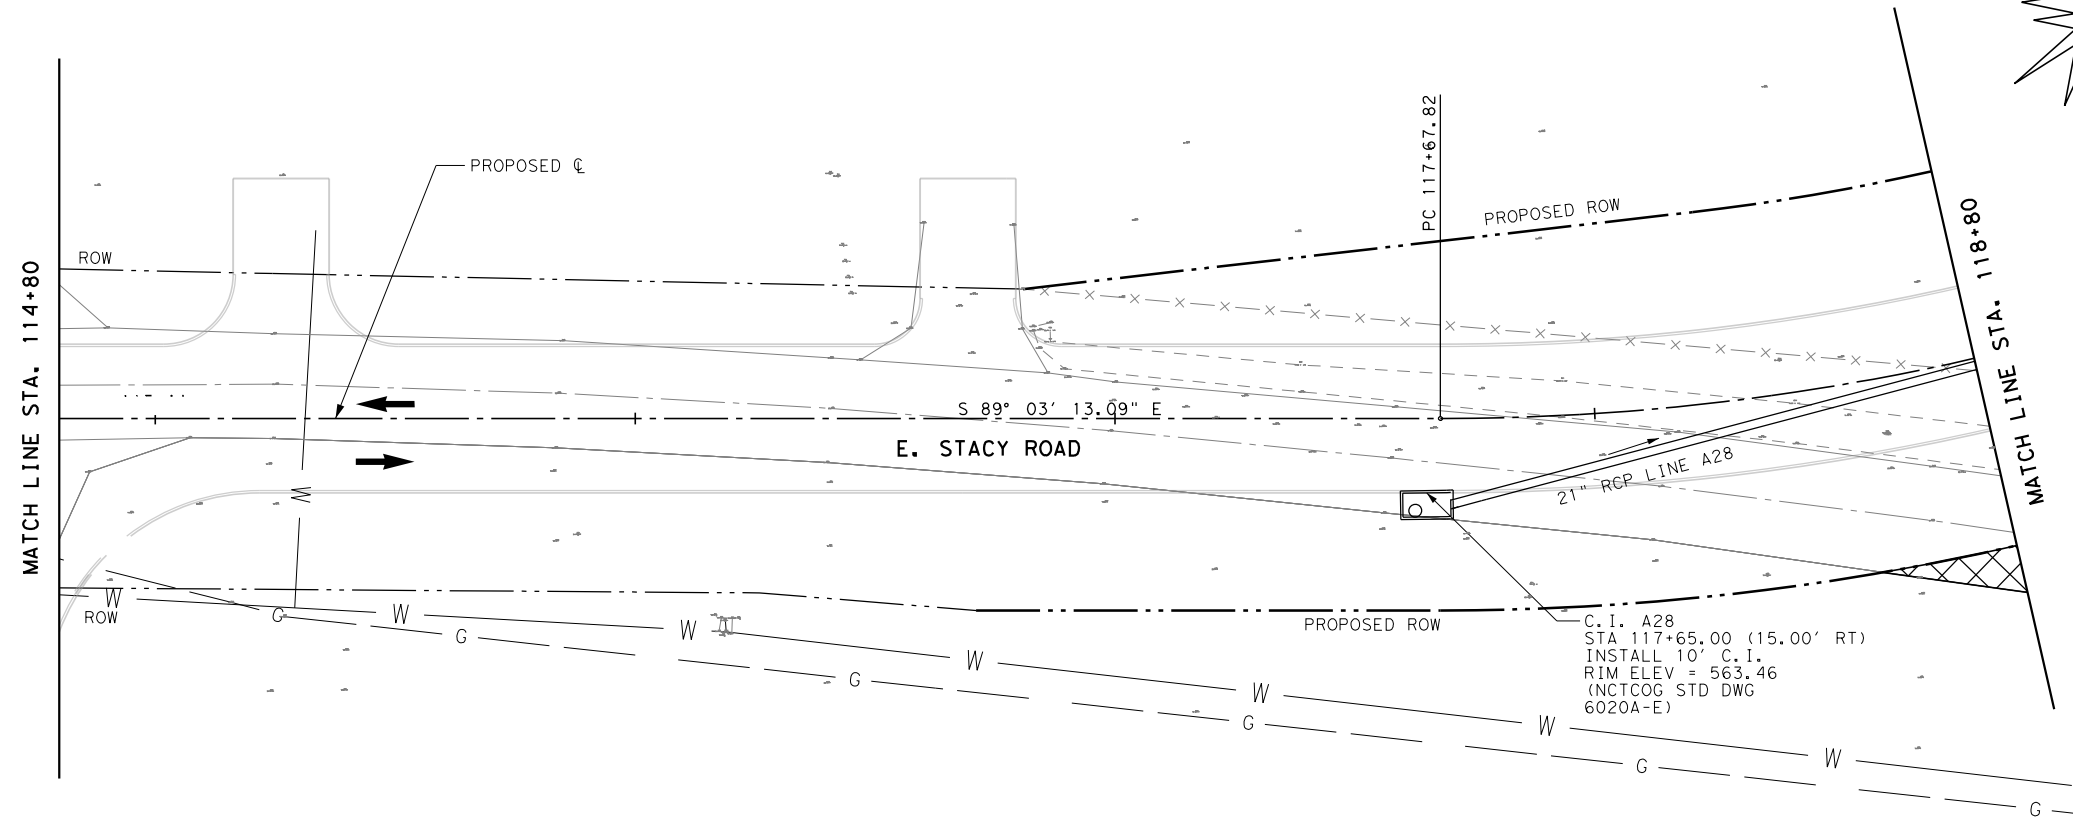 MATCH LINE STA. 114+80
ROW
PROPOSED ℄
PC 117+67.82
PROPOSED ROW
MATCH LINE STA. 118+80
S 89° 03' 13.09" E
E. STACY ROAD
21" RCP LINE A28
W
W
ROW
G
W
G
W
PROPOSED ROW
C.I. A28
STA 117+65.00 (15.00' RT)
INSTALL 10' C.I.
RIM ELEV = 563.46
(NCTCOG STD DWG
6020A-E)
W
G
W
G
W
G
W
G